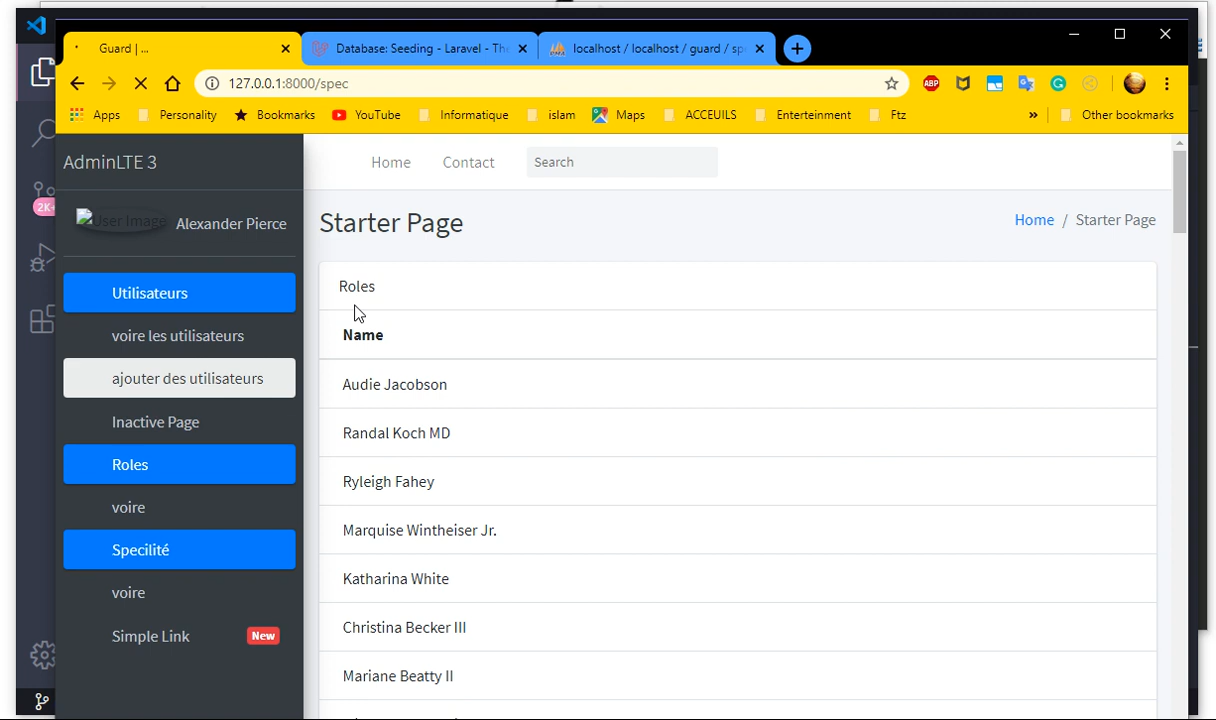 Guard | ...
Database: Seeding - Laravel - Th
localhost / localhost / guard / sp
127.0.0.1:8000/spec
ABP
Apps
Personality
Bookmarks
YouTube
Informatique
islam
Maps
ACCEUILS
Enterteinment
Ftz
»
Other bookmarks
AdminLTE 3
Home
Contact
Search
User Image
Alexander Pierce
Starter Page
Home / Starter Page
Utilisateurs
voire les utilisateurs
ajouter des utilisateurs
Inactive Page
Roles
voire
Specilité
voire
Simple Link
New
Roles
Name
Audie Jacobson
Randal Koch MD
Ryleigh Fahey
Marquise Wintheiser Jr.
Katharina White
Christina Becker III
Mariane Beatty II
2K+